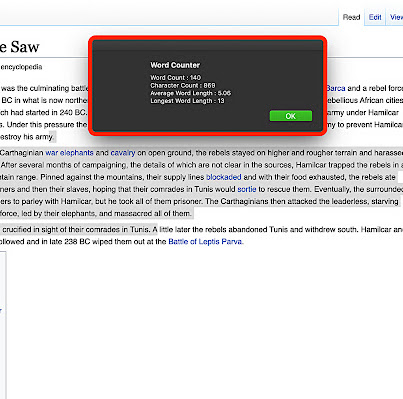 Read Edit View
e Saw
encyclopedia
Word Counter
Word Count : 140
Character Count : 869
Average Word Length : 5.06
Longest Word Length : 13
OK
was the culminating battl Barca and a rebel forc
BC in what is now northe ebellious African cities
ch had started in 240 BC. army under Hamilcar
s. Under this pressure the my to prevent Hamilcar
estroy his army.
Carthaginian war elephants and cavalry on open ground, the rebels stayed on higher and rougher terrain and harasse
After several months of campaigning, the details of which are not clear in the sources, Hamilcar trapped the rebels in a
tain range. Pinned against the mountains, their supply lines blockaded and with their food exhausted, the rebels ate
ners and then their slaves, hoping that their comrades in Tunis would sortie to rescue them. Eventually, the surrounded
ers to parley with Hamilcar, but he took all of them prisoner. The Carthaginians then attacked the leaderless, starving
force, led by their elephants, and massacred all of them.
crucified in sight of their comrades in Tunis. A little later the rebels abandoned Tunis and withdrew south. Hamilcar an
ollowed and in late 238 BC wiped them out at the Battle of Leptis Parva.